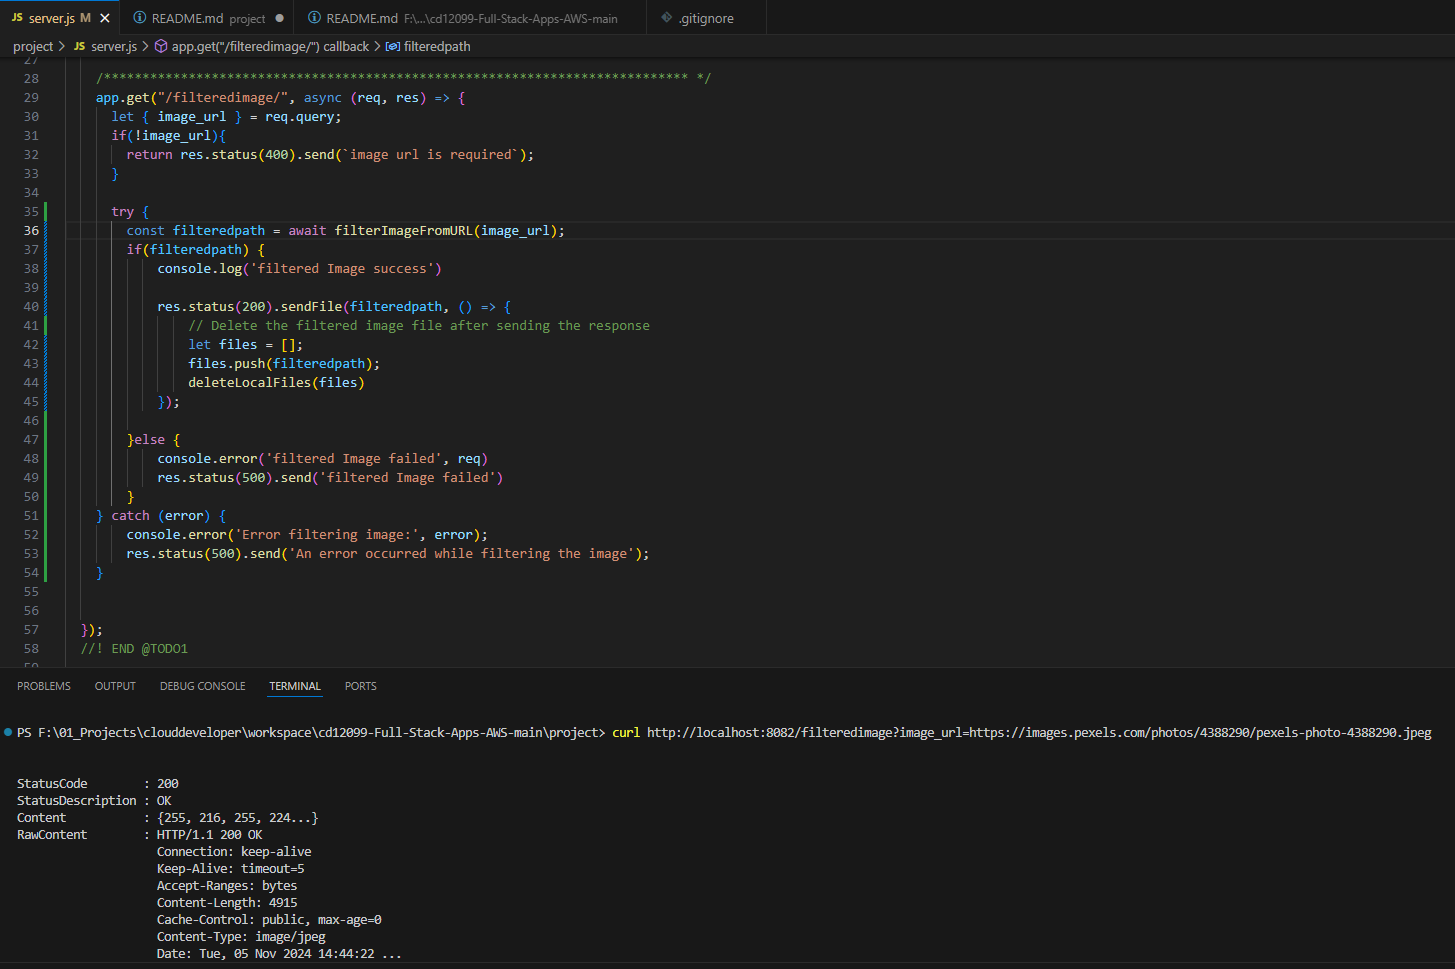 JS server.js M × README.md project ● README.md F:\...\cd12099-Full-Stack-Apps-AWS-main .gitignore
project > JS server.js > app.get("/filteredimage/") callback > filteredpath
27
28 /**************************************************************************** */
29 app.get("/filteredimage/", async (req, res) => {
30 let { image_url } = req.query;
31 if(!image_url){
32 return res.status(400).send(`image url is required`);
33 }
34
35 try {
36 const filteredpath = await filterImageFromURL(image_url);
37 if(filteredpath) {
38 console.log('filtered Image success')
39
40 res.status(200).sendFile(filteredpath, () => {
41 // Delete the filtered image file after sending the response
42 let files = [];
43 files.push(filteredpath);
44 deleteLocalFiles(files)
45 });
46
47 }else {
48 console.error('filtered Image failed', req)
49 res.status(500).send('filtered Image failed')
50 }
51 } catch (error) {
52 console.error('Error filtering image:', error);
53 res.status(500).send('An error occurred while filtering the image');
54 }
55
56
57 });
58 //! END @TODO1
59
PROBLEMS OUTPUT DEBUG CONSOLE TERMINAL PORTS
PS F:\01_Projects\clouddeveloper\workspace\cd12099-Full-Stack-Apps-AWS-main\project> curl http://localhost:8082/filteredimage?image_url=https://images.pexels.com/photos/4388290/pexels-photo-4388290.jpeg
StatusCode : 200
StatusDescription : OK
Content : {255, 216, 255, 224...}
RawContent : HTTP/1.1 200 OK
Connection: keep-alive
Keep-Alive: timeout=5
Accept-Ranges: bytes
Content-Length: 4915
Cache-Control: public, max-age=0
Content-Type: image/jpeg
Date: Tue, 05 Nov 2024 14:44:22 ...